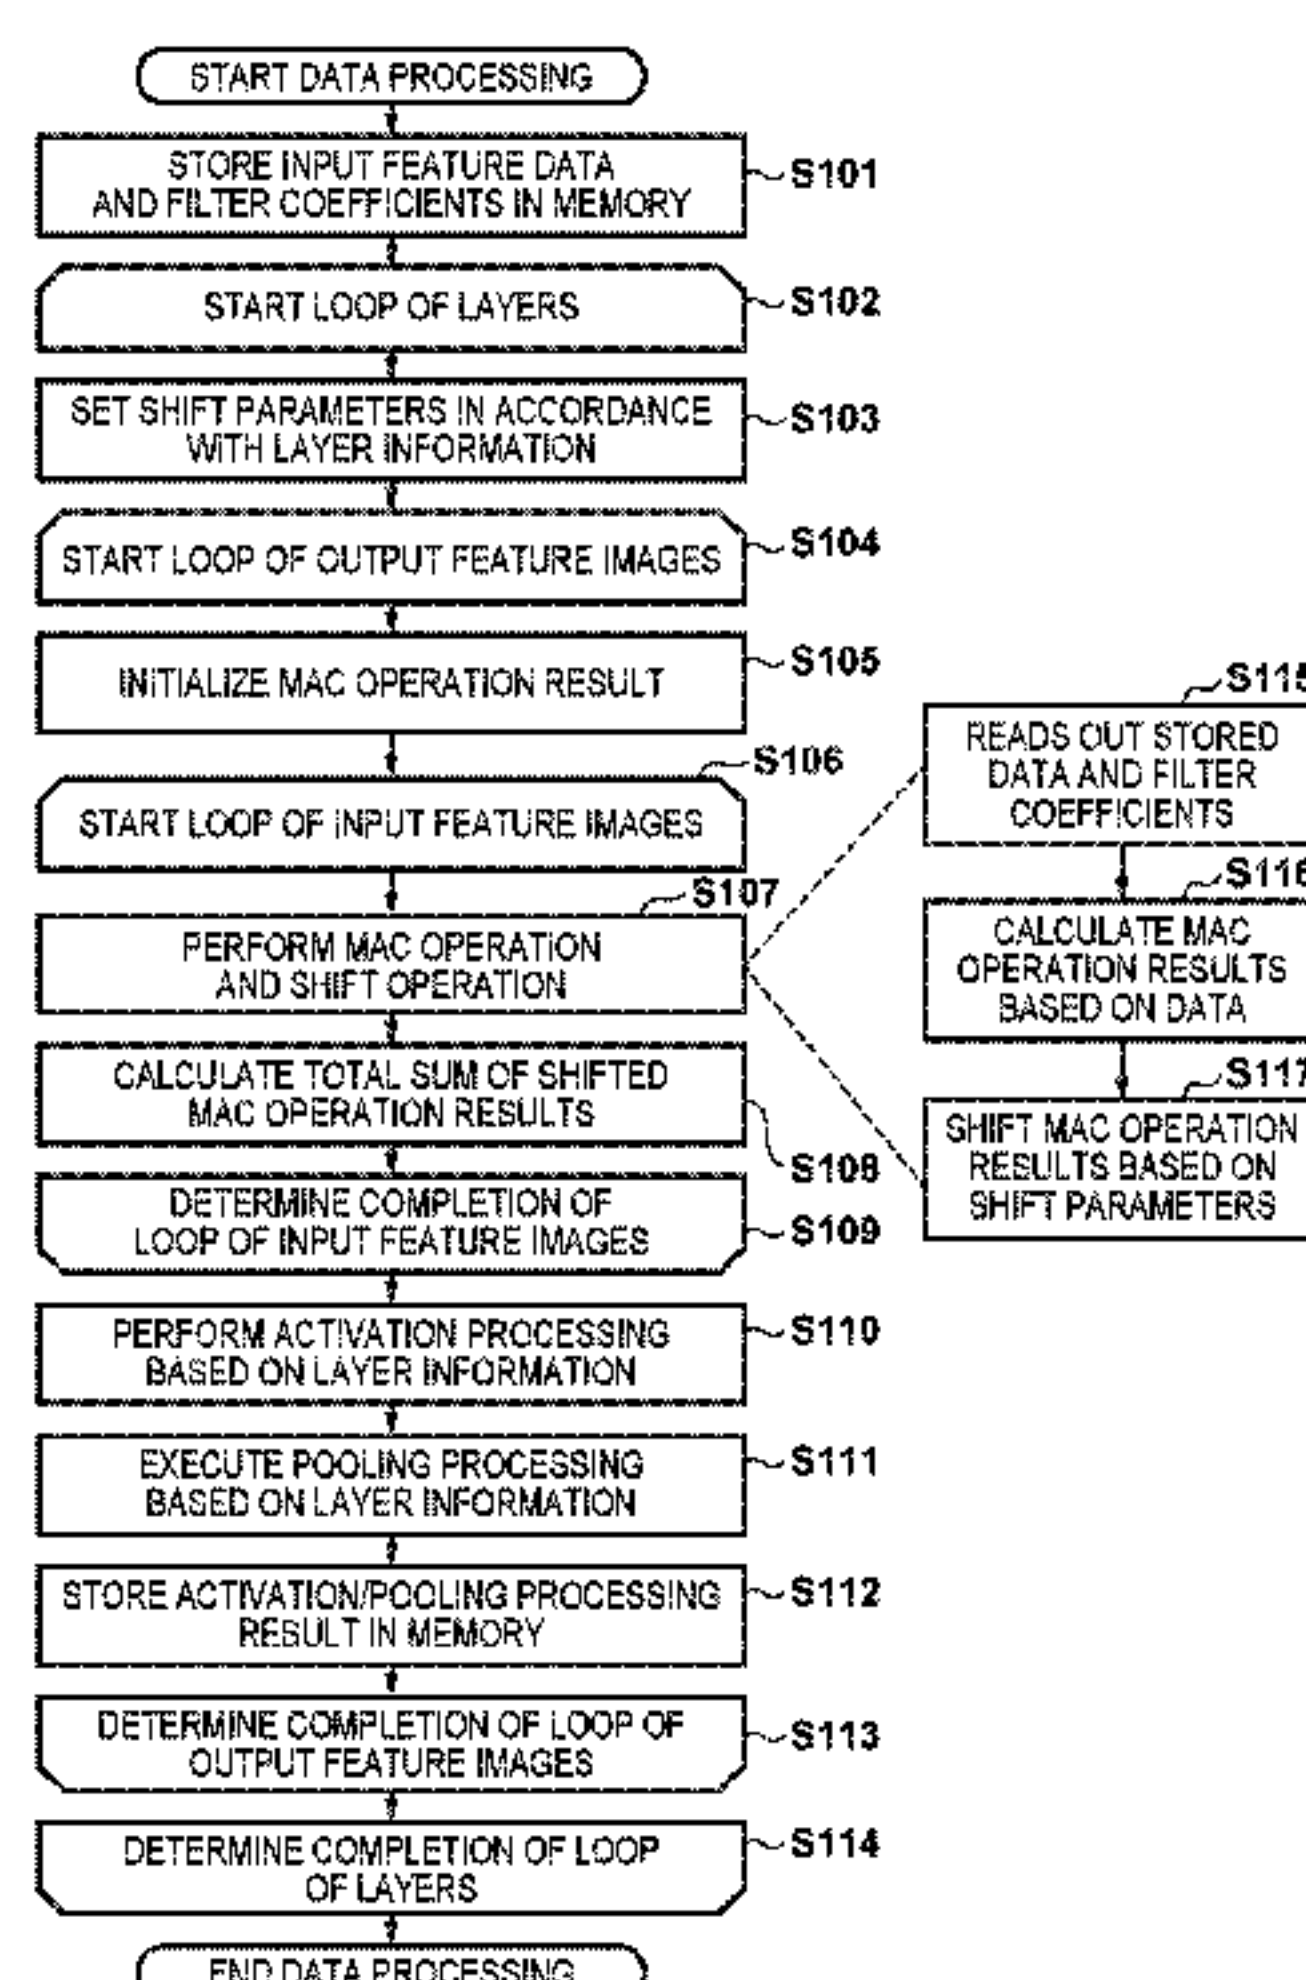 START DATA PROCESSING
STORE INPUT FEATURE DATA
AND FILTER COEFFICIENTS IN MEMORY
S101
START LOOP OF LAYERS
S102
SET SHIFT PARAMETERS IN ACCORDANCE
WITH LAYER INFORMATION
S103
START LOOP OF OUTPUT FEATURE IMAGES
S104
INITIALIZE MAC OPERATION RESULT
S105
START LOOP OF INPUT FEATURE IMAGES
S106
PERFORM MAC OPERATION
AND SHIFT OPERATION
S107
CALCULATE TOTAL SUM OF SHIFTED
MAC OPERATION RESULTS
S108
DETERMINE COMPLETION OF
LOOP OF INPUT FEATURE IMAGES
S109
PERFORM ACTIVATION PROCESSING
BASED ON LAYER INFORMATION
S110
EXECUTE POOLING PROCESSING
BASED ON LAYER INFORMATION
S111
STORE ACTIVATION/POOLING PROCESSING
RESULT IN MEMORY
S112
DETERMINE COMPLETION OF LOOP OF
OUTPUT FEATURE IMAGES
S113
DETERMINE COMPLETION OF LOOP
OF LAYERS
S114
END DATA PROCESSING
S115
READS OUT STORED
DATA AND FILTER
COEFFICIENTS
S116
CALCULATE MAC
OPERATION RESULTS
BASED ON DATA
S117
SHIFT MAC OPERATION
RESULTS BASED ON
SHIFT PARAMETERS